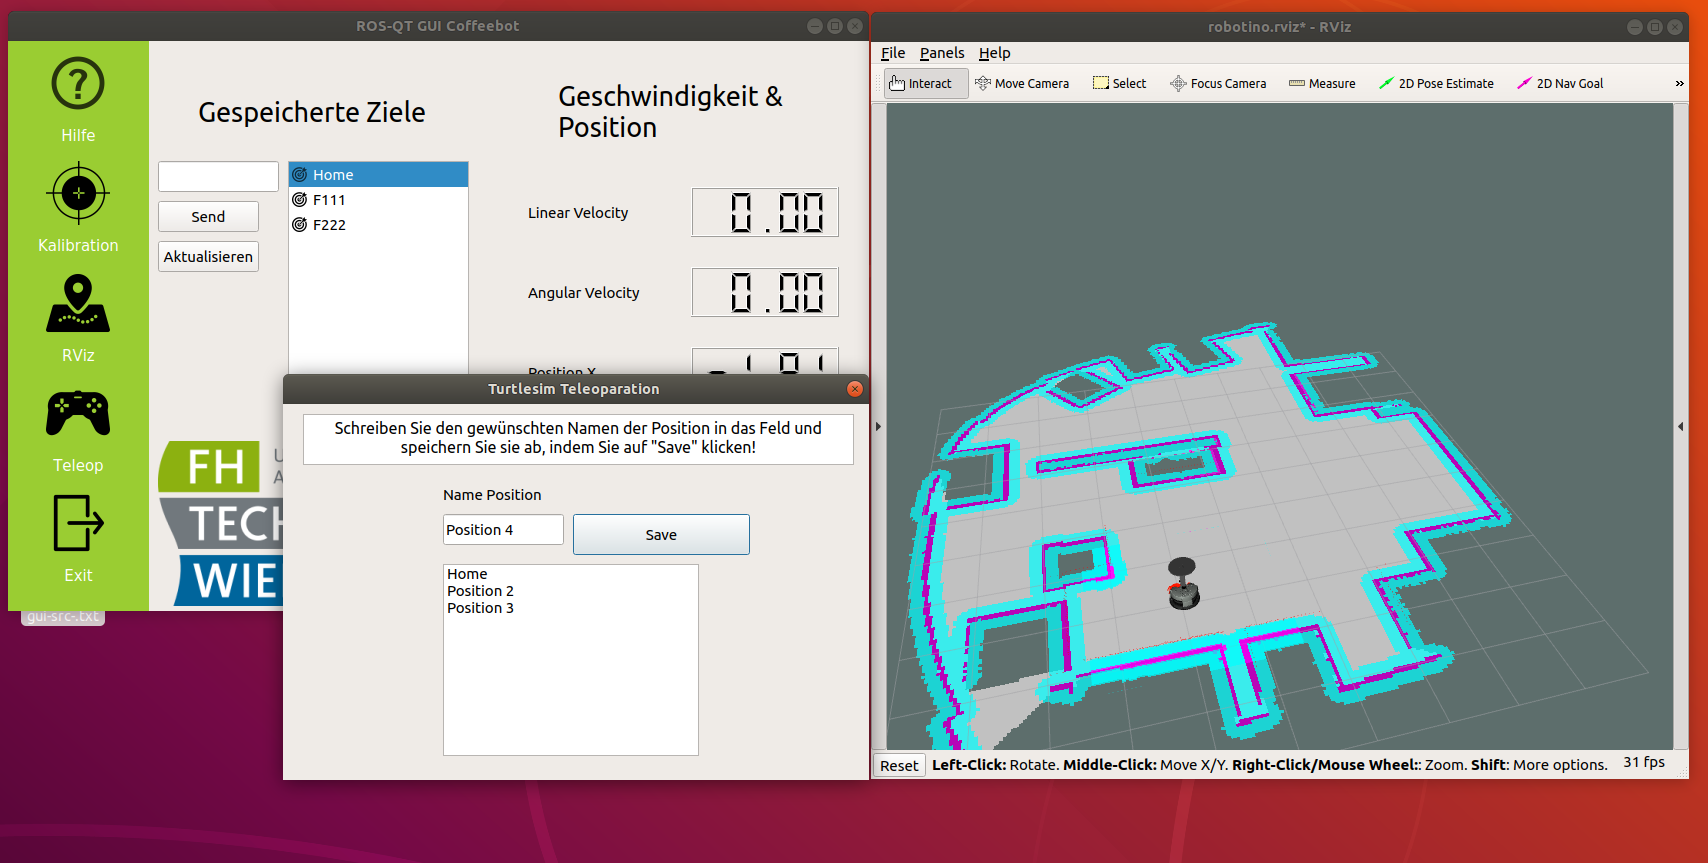 ROS-QT GUI Coffeebot
Hilfe
Kalibration
RViz
Teleop
Exit
Gespeicherte Ziele
Send
Aktualisieren
Home
F111
F222
Geschwindigkeit &
Position
Linear Velocity
0.00
Angular Velocity
0.00
Position X
FH
U
A
TECH
WIE
gui-src-.txt
Turtlesim Teleoparation
Schreiben Sie den gewünschten Namen der Position in das Feld und
speichern Sie sie ab, indem Sie auf "Save" klicken!
Name Position
Position 4
Save
Home
Position 2
Position 3
robotino.rviz* - RViz
File Panels Help
Interact Move Camera Select Focus Camera Measure 2D Pose Estimate 2D Nav Goal »
Reset Left-Click: Rotate. Middle-Click: Move X/Y. Right-Click/Mouse Wheel:: Zoom. Shift: More options. 31 fps